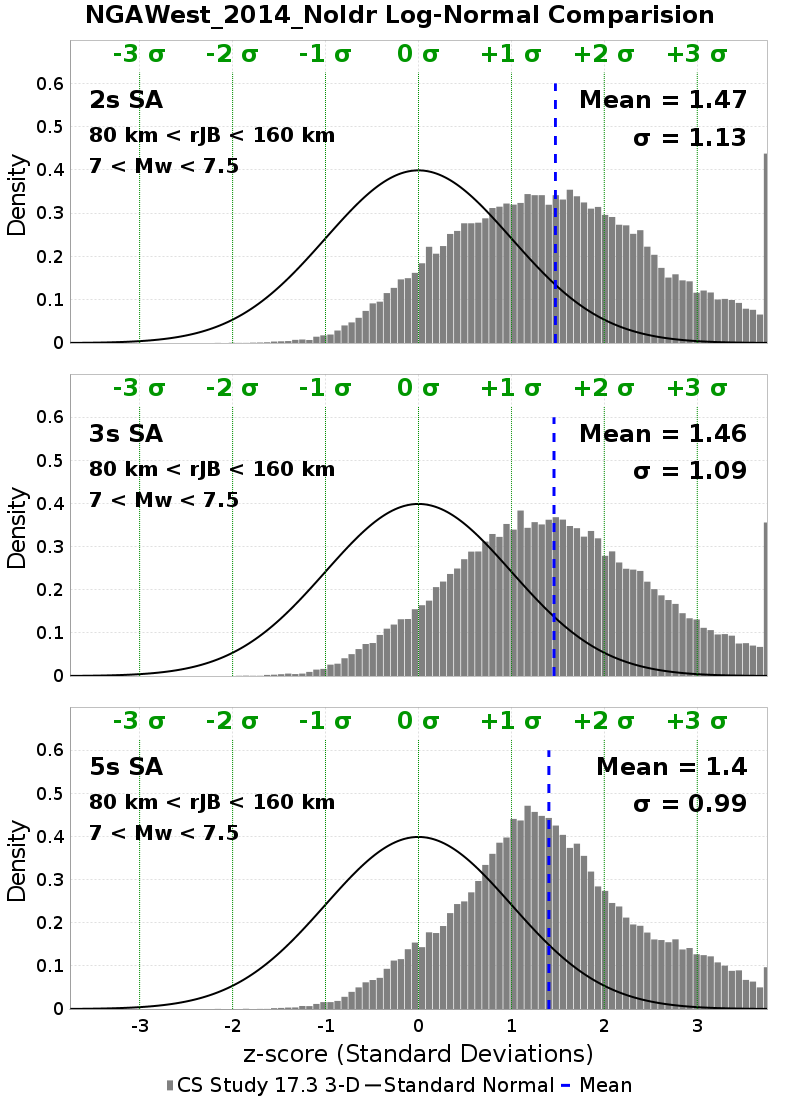 NGAWest_2014_NoIdr Log-Normal Comparision
-3 σ -2 σ -1 σ 0 σ +1 σ +2 σ +3 σ
0.6
2s SA Mean = 1.47
0.5
80 km < rJB < 160 km σ = 1.13
7 < Mw < 7.5
0.4
0.3
0.2
0.1
0
Density
-3 σ -2 σ -1 σ 0 σ +1 σ +2 σ +3 σ
0.6
3s SA Mean = 1.46
0.5
80 km < rJB < 160 km σ = 1.09
7 < Mw < 7.5
0.4
0.3
0.2
0.1
0
Density
-3 σ -2 σ -1 σ 0 σ +1 σ +2 σ +3 σ
0.6
5s SA Mean = 1.4
0.5
80 km < rJB < 160 km σ = 0.99
7 < Mw < 7.5
0.4
0.3
0.2
0.1
0
Density
-3 -2 -1 0 1 2 3
z-score (Standard Deviations)
CS Study 17.3 3-D Standard Normal Mean